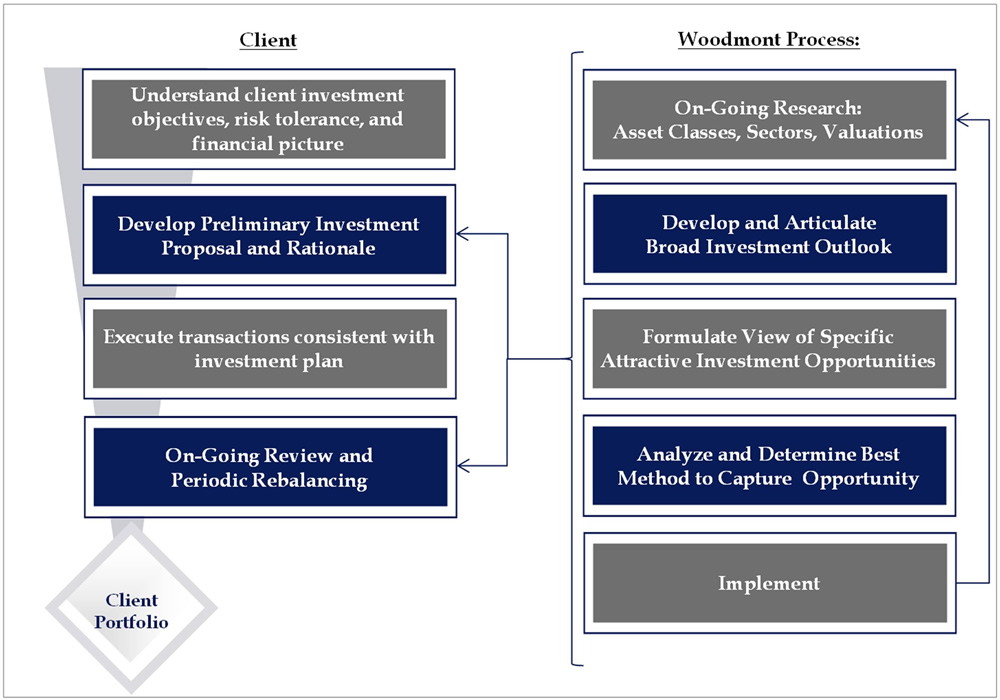 Client
Understand client investment
objectives, risk tolerance, and
financial picture
Develop Preliminary Investment
Proposal and Rationale
Execute transactions consistent with
investment plan
On-Going Review and
Periodic Rebalancing
Client
Portfolio
Woodmont Process:
On-Going Research:
Asset Classes, Sectors, Valuations
Develop and Articulate
Broad Investment Outlook
Formulate View of Specific
Attractive Investment Opportunities
Analyze and Determine Best
Method to Capture Opportunity
Implement